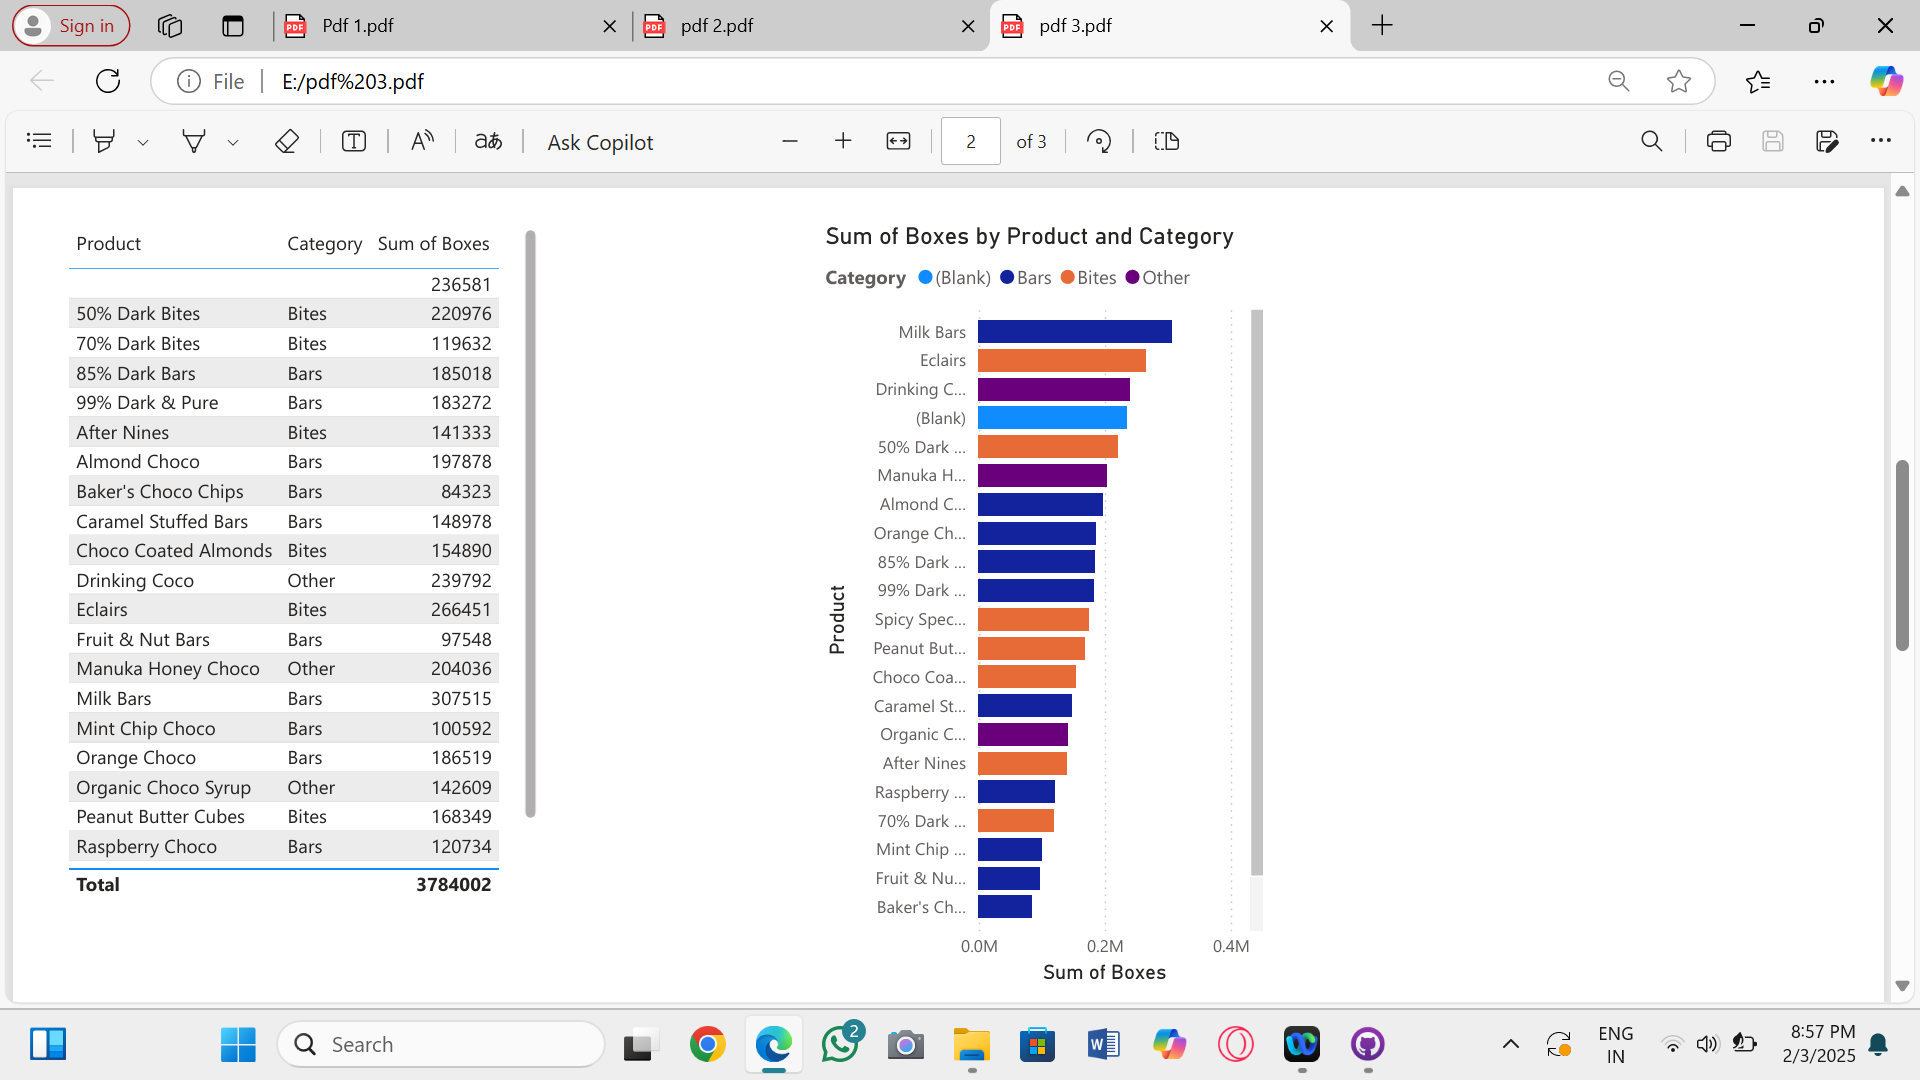 Sign in
Pdf 1.pdf
pdf 2.pdf
pdf 3.pdf
File
E:/pdf%203.pdf
Ask Copilot
2
of 3
Product Category Sum of Boxes
236581
50% Dark Bites Bites 220976
70% Dark Bites Bites 119632
85% Dark Bars Bars 185018
99% Dark & Pure Bars 183272
After Nines Bites 141333
Almond Choco Bars 197878
Baker's Choco Chips Bars 84323
Caramel Stuffed Bars Bars 148978
Choco Coated Almonds Bites 154890
Drinking Coco Other 239792
Eclairs Bites 266451
Fruit & Nut Bars Bars 97548
Manuka Honey Choco Other 204036
Milk Bars Bars 307515
Mint Chip Choco Bars 100592
Orange Choco Bars 186519
Organic Choco Syrup Other 142609
Peanut Butter Cubes Bites 168349
Raspberry Choco Bars 120734
Total 3784002
Sum of Boxes by Product and Category
Category (Blank) Bars Bites Other
Product
Milk Bars
Eclairs
Drinking C...
(Blank)
50% Dark ...
Manuka H...
Almond C...
Orange Ch...
85% Dark ...
99% Dark ...
Spicy Spec...
Peanut But...
Choco Coa...
Caramel St...
Organic C...
After Nines
Raspberry ...
70% Dark ...
Mint Chip ...
Fruit & Nu...
Baker's Ch...
0.0M 0.2M 0.4M
Sum of Boxes
Search
2
ENG
IN
8:57 PM
2/3/2025